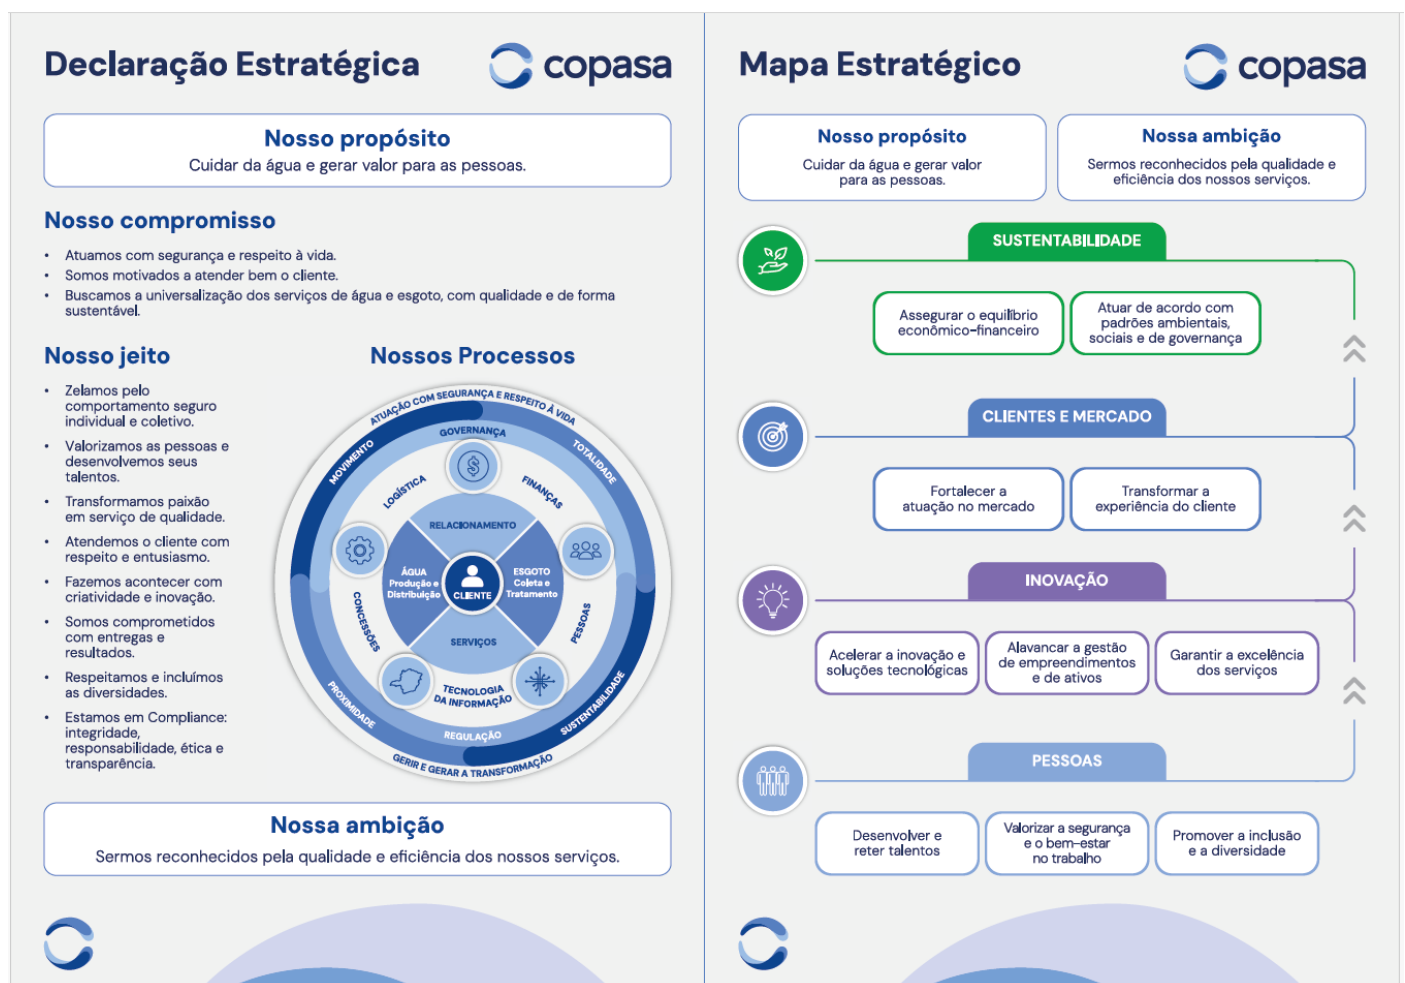 Declaração Estratégica
copasa
Nosso propósito
Cuidar da água e gerar valor para as pessoas.
Nosso compromisso
• Atuamos com segurança e respeito à vida.
• Somos motivados a atender bem o cliente.
• Buscamos a universalização dos serviços de água e esgoto, com qualidade e de forma
sustentável.
Nosso jeito
• Zelamos pelo
comportamento seguro
individual e coletivo.
• Valorizamos as pessoas e
desenvolvemos seus
talentos.
• Transformamos paixão
em serviço de qualidade.
• Atendemos o cliente com
respeito e entusiasmo.
• Fazemos acontecer com
criatividade e inovação.
• Somos comprometidos
com entregas e
resultados.
• Respeitamos e incluímos
as diversidades.
• Estamos em Compliance:
integridade,
responsabilidade, ética e
transparência.
Nossos Processos
ATUAÇÃO COM SEGURANÇA E RESPEITO À VIDA
MOVIMENTO
GOVERNANÇA
TOTALIDADE
LOGÍSTICA
$
FINANÇAS
RELACIONAMENTO
ÁGUA
Produção e
Distribuição
CLIENTE
ESGOTO
Coleta e
Tratamento
SERVIÇOS
CONCESSÕES
PESSOAS
TECNOLOGIA
DA INFORMAÇÃO
PROXIMIDADE
REGULAÇÃO
SUSTENTABILIDADE
GERIR E GERAR A TRANSFORMAÇÃO
Nossa ambição
Sermos reconhecidos pela qualidade e eficiência dos nossos serviços.
Mapa Estratégico
copasa
Nosso propósito
Cuidar da água e gerar valor
para as pessoas.
Nossa ambição
Sermos reconhecidos pela qualidade e
eficiência dos nossos serviços.
SUSTENTABILIDADE
Assegurar o equilíbrio
econômico-financeiro
Atuar de acordo com
padrões ambientais,
sociais e de governança
CLIENTES E MERCADO
Fortalecer a
atuação no mercado
Transformar a
experiência do cliente
INOVAÇÃO
Acelerar a inovação e
soluções tecnológicas
Alavancar a gestão
de empreendimentos
e de ativos
Garantir a excelência
dos serviços
PESSOAS
Desenvolver e
reter talentos
Valorizar a segurança
e o bem-estar
no trabalho
Promover a inclusão
e a diversidade